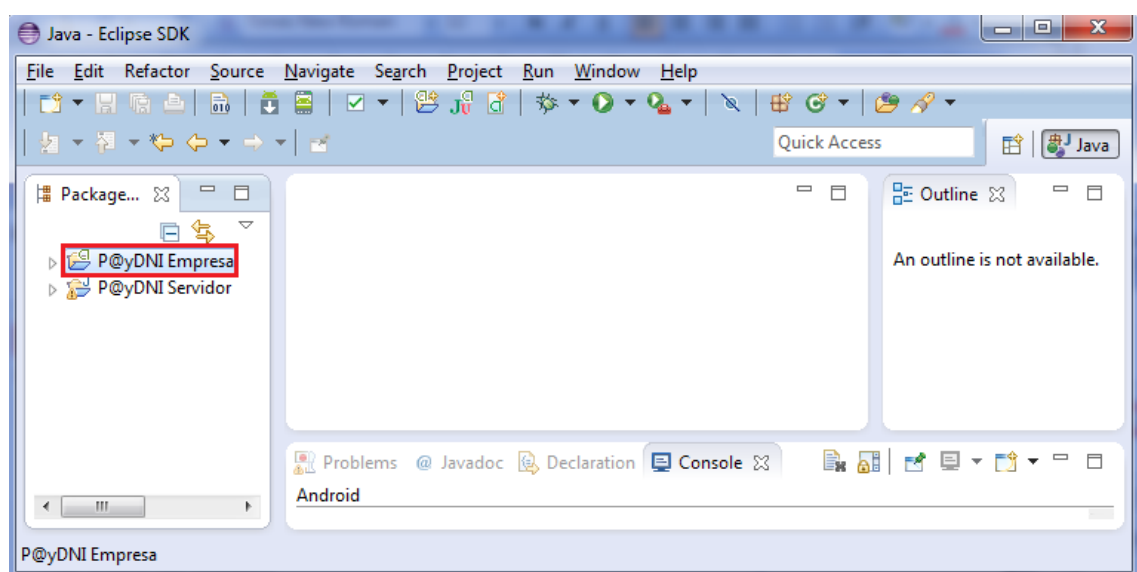 Java - Eclipse SDK
File Edit Refactor Source Navigate Search Project Run Window Help
Quick Access
Java
Package...
Outline
P@yDNI Empresa
An outline is not available.
P@yDNI Servidor
Problems @ Javadoc Declaration Console
Android
P@yDNI Empresa